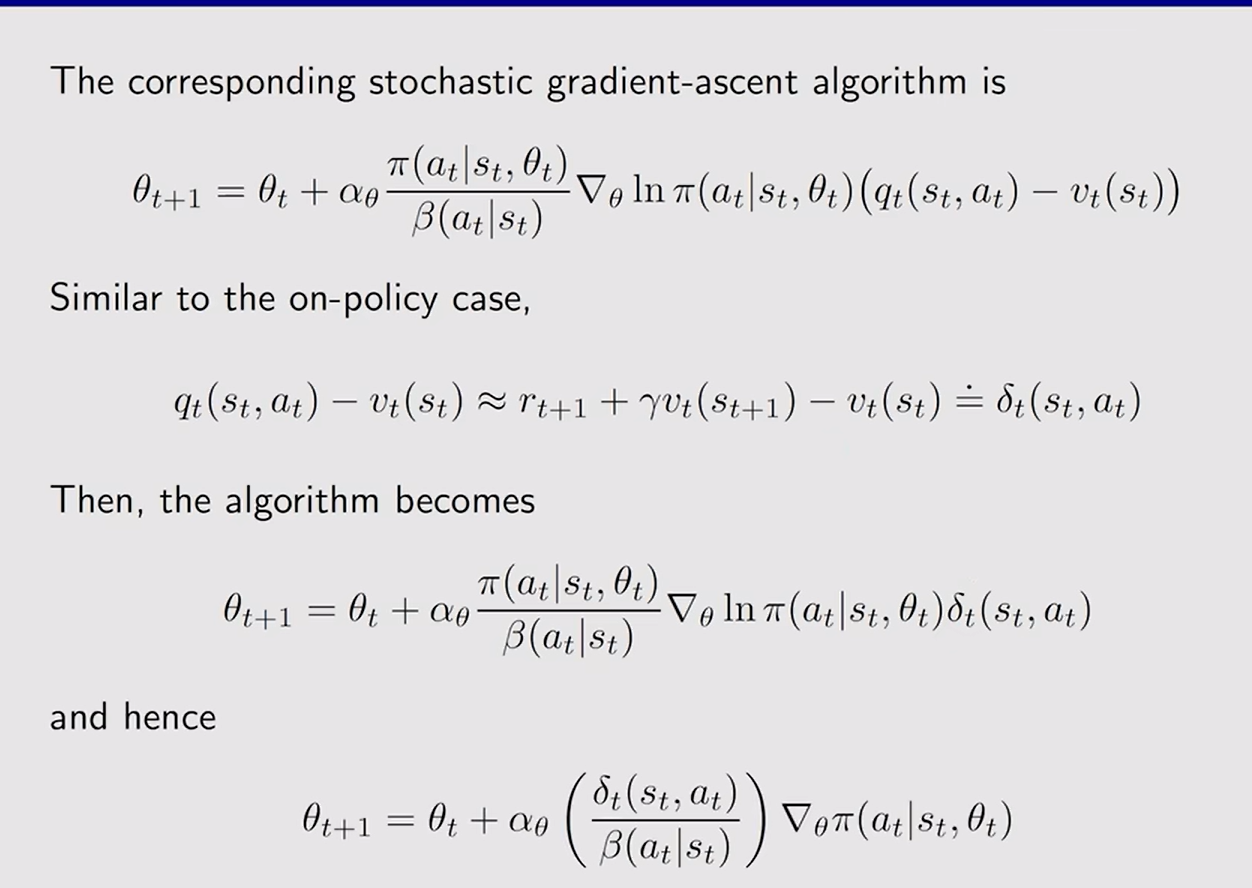 The corresponding stochastic gradient-ascent algorithm is
θ_{t+1} = θ_t + α_θ \frac{π(a_t|s_t, θ_t)}{β(a_t|s_t)} ∇_θ ln π(a_t|s_t, θ_t)(q_t(s_t, a_t) − v_t(s_t))
Similar to the on-policy case,
q_t(s_t, a_t) − v_t(s_t) ≈ r_{t+1} + γv_t(s_{t+1}) − v_t(s_t) ≐ δ_t(s_t, a_t)
Then, the algorithm becomes
θ_{t+1} = θ_t + α_θ \frac{π(a_t|s_t, θ_t)}{β(a_t|s_t)} ∇_θ ln π(a_t|s_t, θ_t)δ_t(s_t, a_t)
and hence
θ_{t+1} = θ_t + α_θ (\frac{δ_t(s_t, a_t)}{β(a_t|s_t)}) ∇_θ π(a_t|s_t, θ_t)